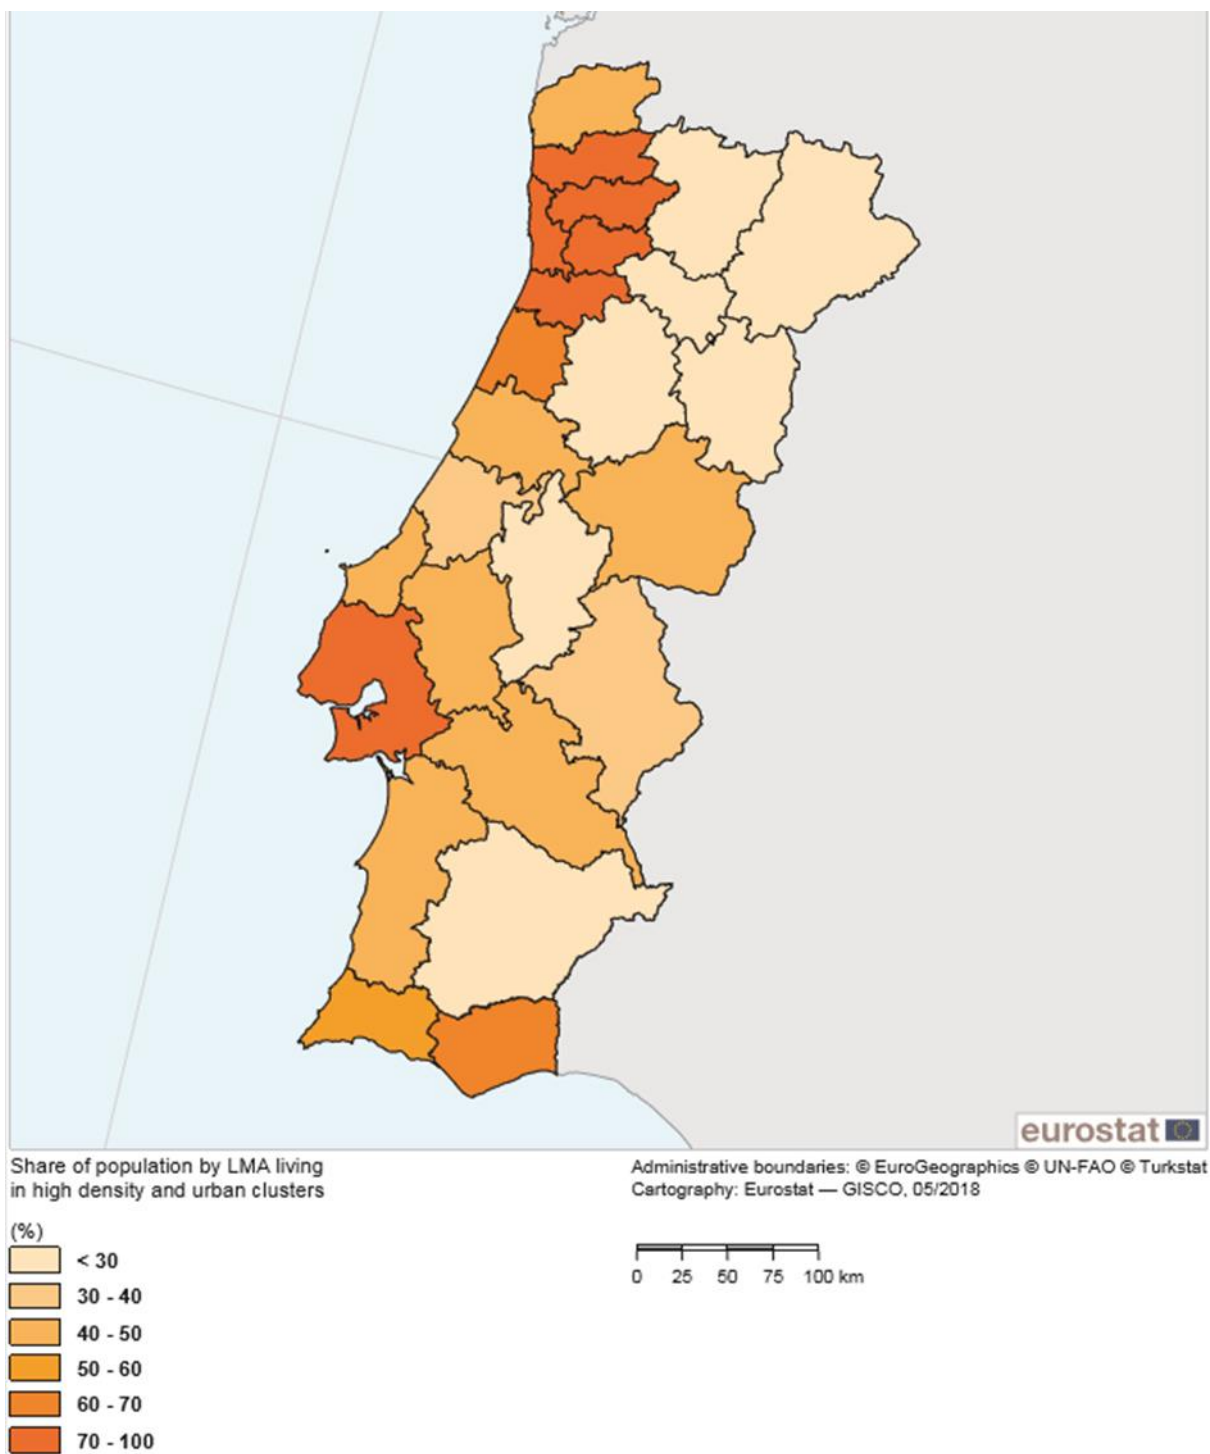 eurostat
Share of population by LMA living
in high density and urban clusters
Administrative boundaries: © EuroGeographics © UN-FAO © Turkstat
Cartography: Eurostat — GISCO, 05/2018
(%)
< 30
30 - 40
40 - 50
50 - 60
60 - 70
70 - 100
0 25 50 75 100 km